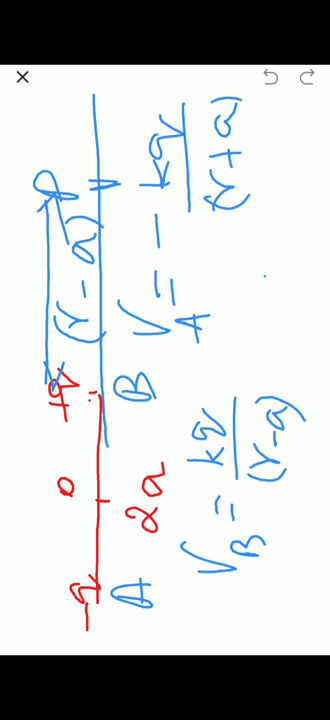 -q o +q (r-a) p
A 2a B
V_A = - kq/(r+a)
V_B = kq/(r-a)